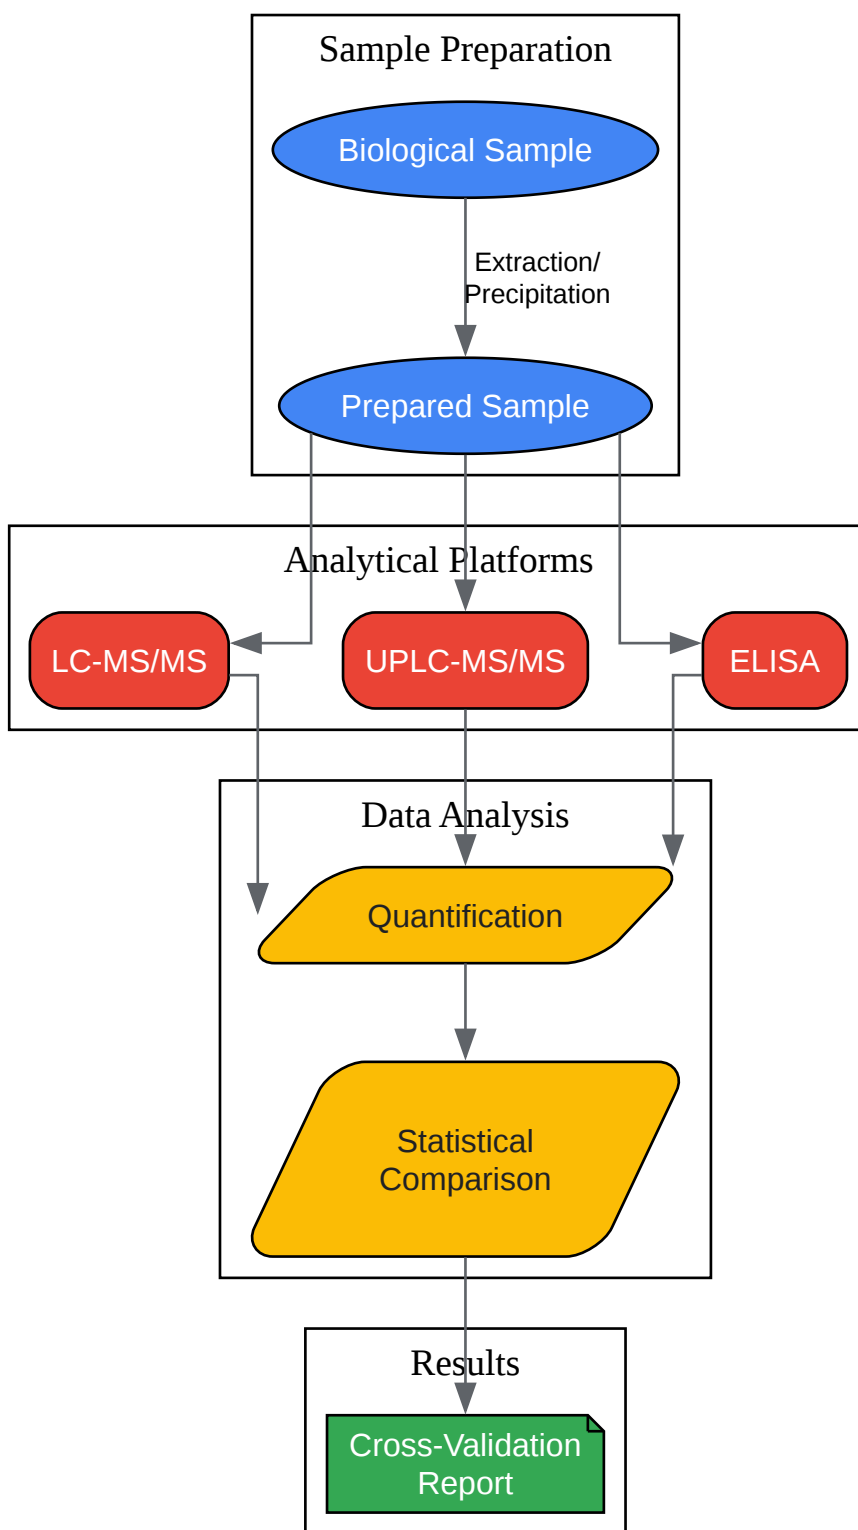 Sample Preparation
Biological Sample
Extraction/
Precipitation
Prepared Sample
Analytical Platforms
LC-MS/MS
UPLC-MS/MS
ELISA
Data Analysis
Quantification
Statistical
Comparison
Results
Cross-Validation
Report